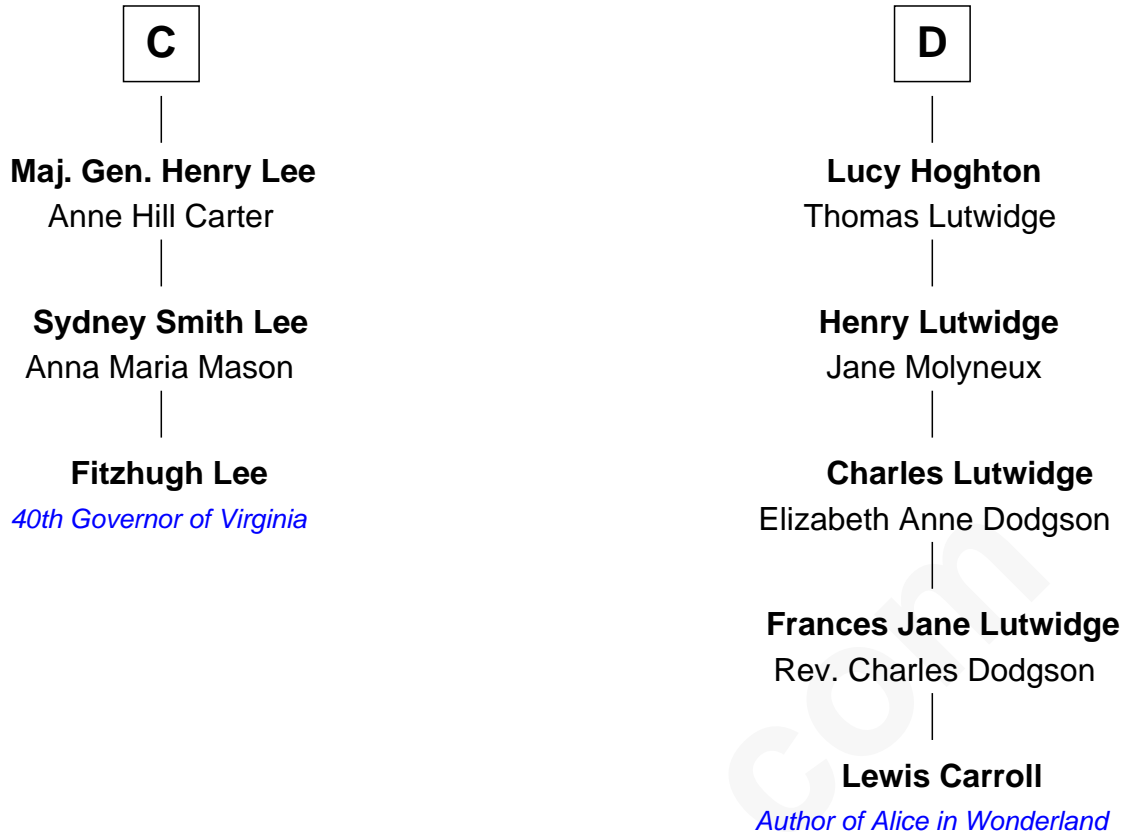 C
Maj. Gen. Henry Lee
Anne Hill Carter
Sydney Smith Lee
Anna Maria Mason
Fitzhugh Lee
40th Governor of Virginia
D
Lucy Hoghton
Thomas Lutwidge
Henry Lutwidge
Jane Molyneux
Charles Lutwidge
Elizabeth Anne Dodgson
Frances Jane Lutwidge
Rev. Charles Dodgson
Lewis Carroll
Author of Alice in Wonderland
com